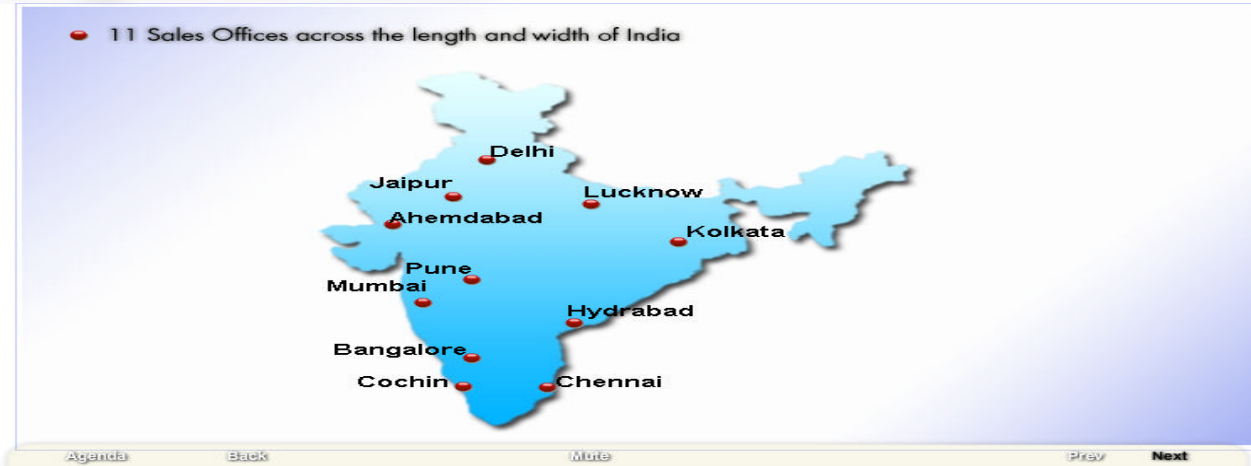 11 Sales Offices across the length and width of India
Delhi
Jaipur
Lucknow
Ahemdabad
Kolkata
Pune
Mumbai
Hydrabad
Bangalore
Cochin
Chennai
Agenda Back Mute Prev Next